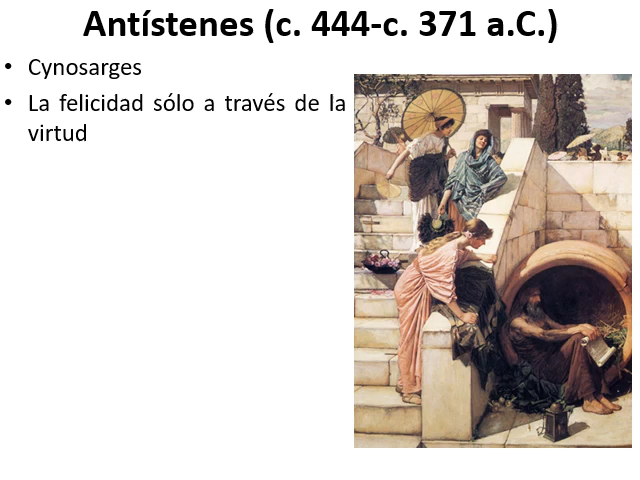 Antístenes (c. 444-c. 371 a.C.)
• Cynosarges
• La felicidad sólo a través de la
virtud